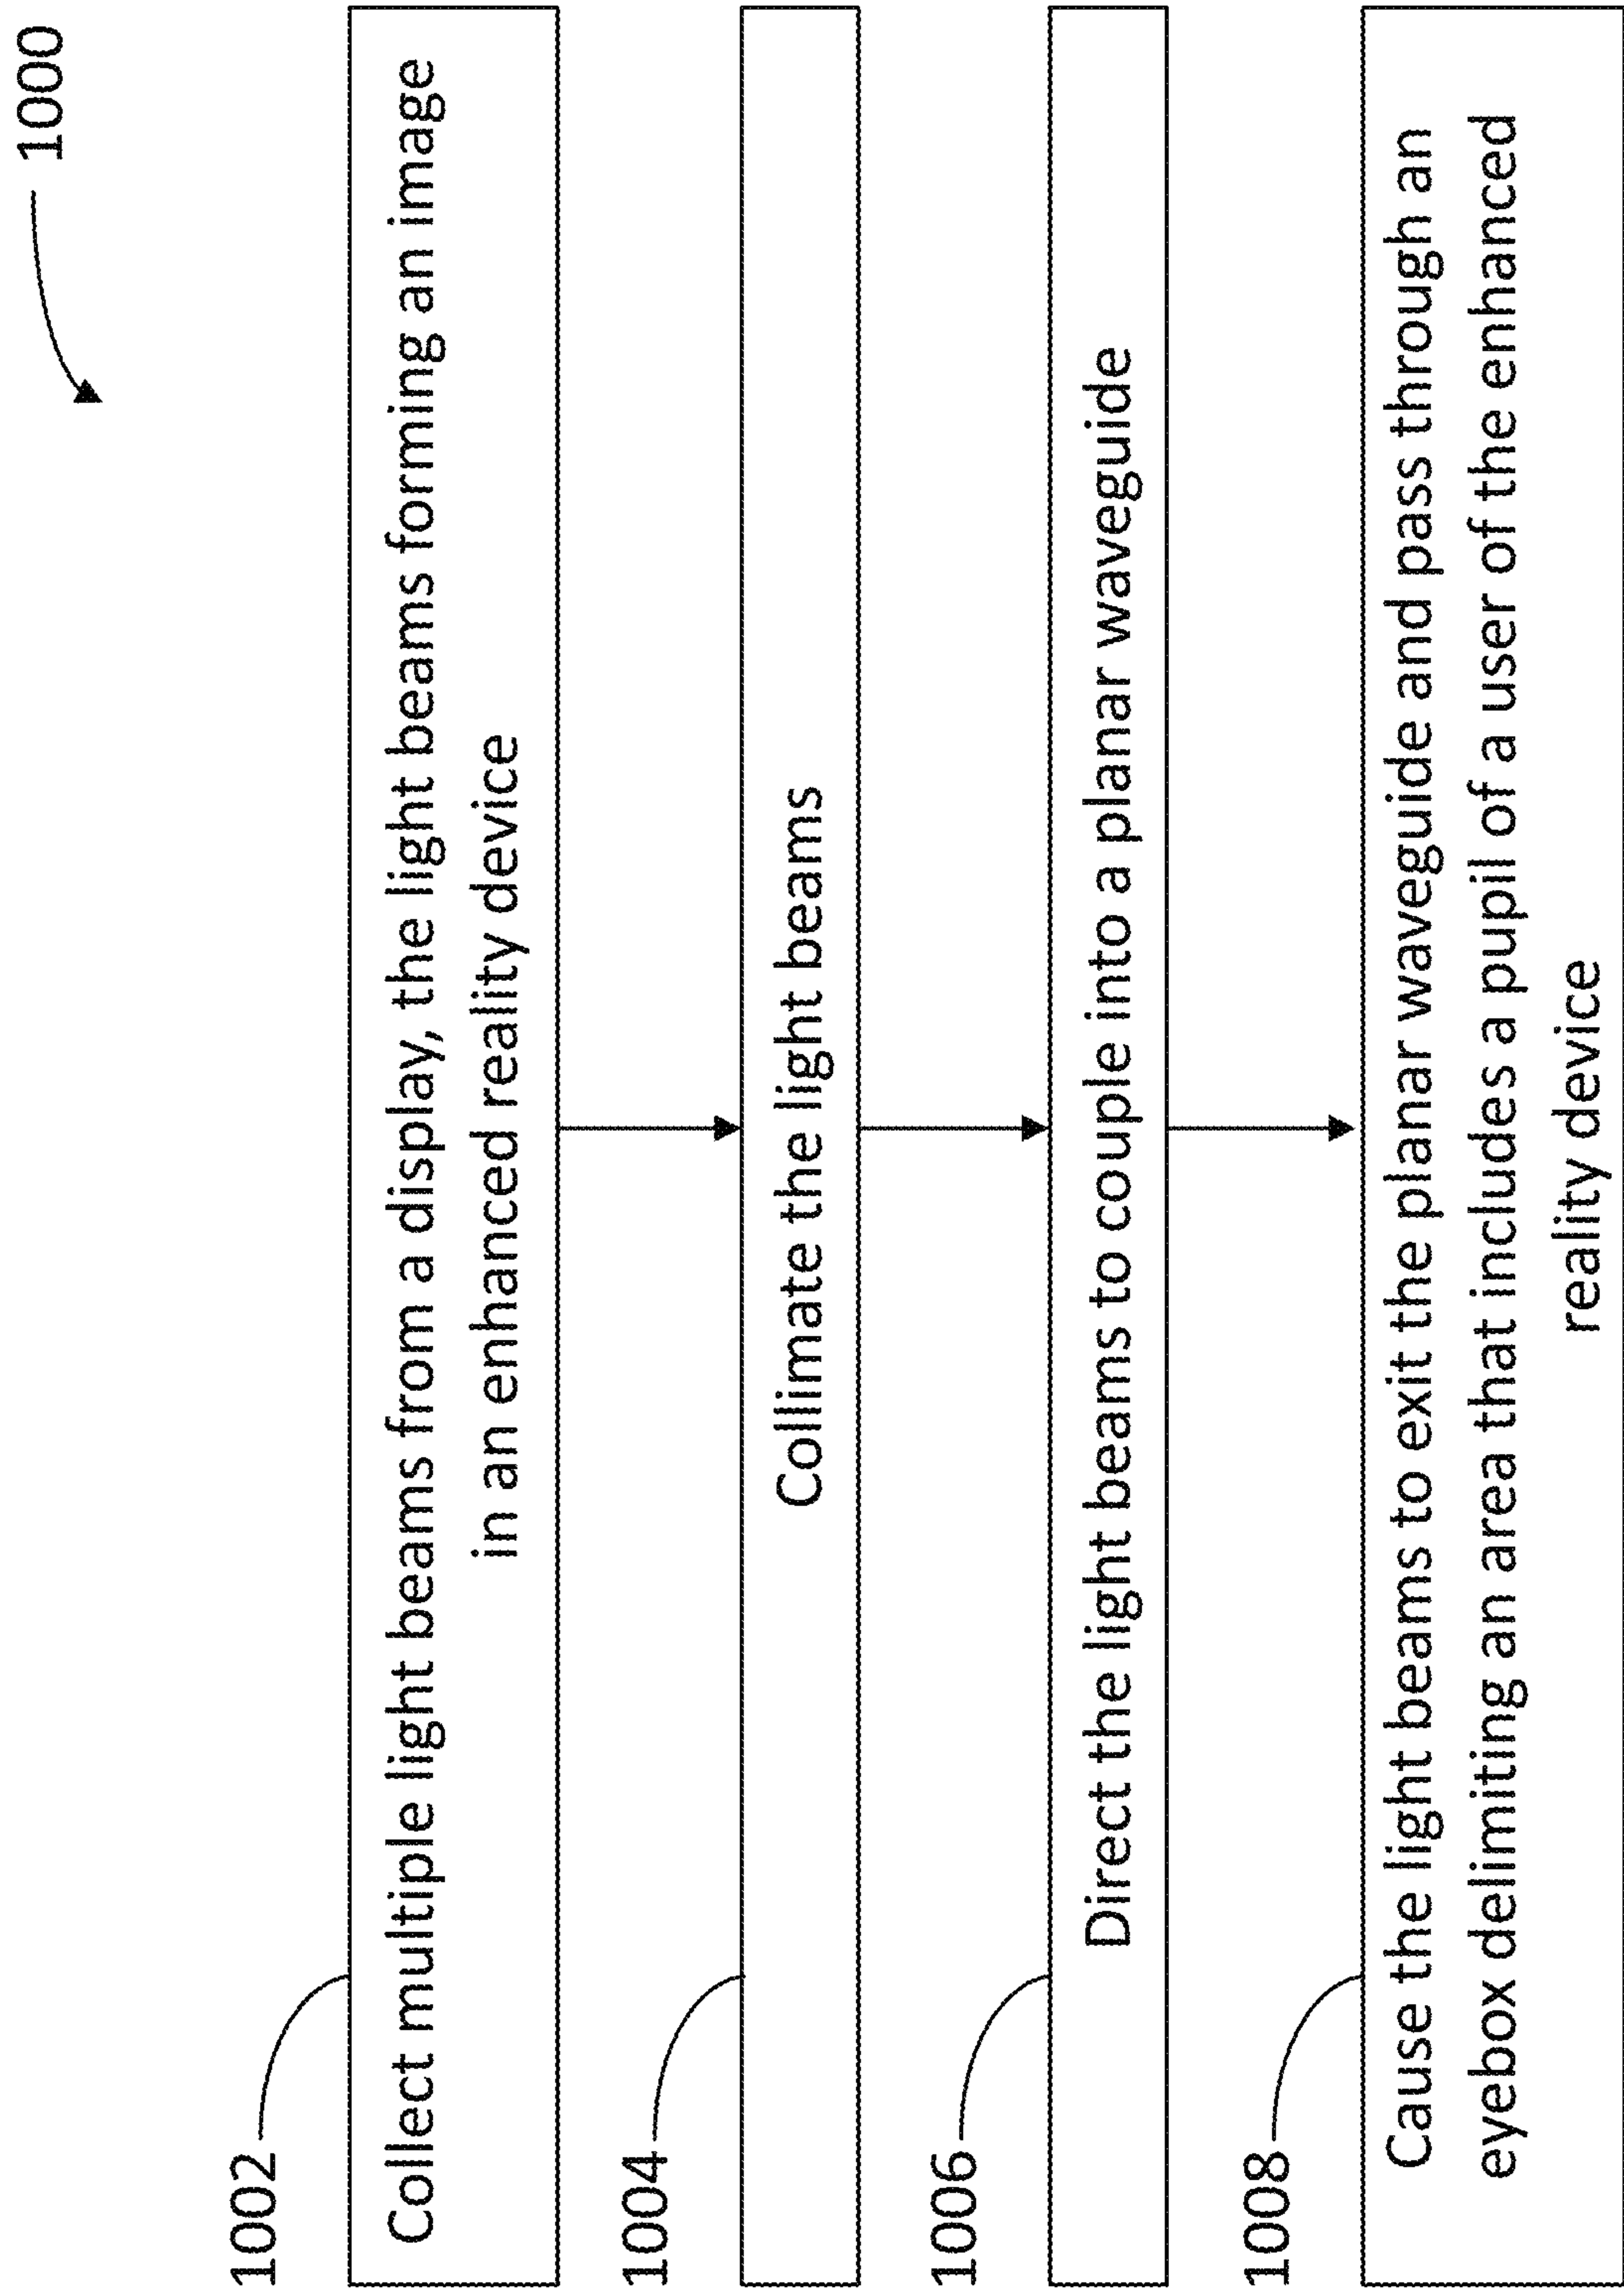 1000
1002
Collect multiple light beams from a display, the light beams forming an image
in an enhanced reality device
1004
Collimate the light beams
1006
Direct the light beams to couple into a planar waveguide
1008
Cause the light beams to exit the planar waveguide and pass through an
eyebox delimiting an area that includes a pupil of a user of the enhanced
reality device